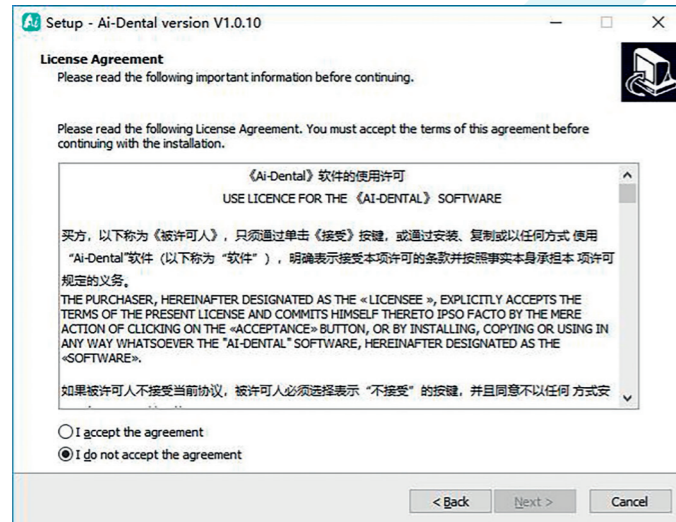 Ai Setup - Ai-Dental version V1.0.10
License Agreement
Please read the following important information before continuing.
Please read the following License Agreement. You must accept the terms of this agreement before
continuing with the installation.
《Ai-Dental》软件的使用许可
USE LICENCE FOR THE 《AI-DENTAL》 SOFTWARE
买方，以下称为《被许可人》，只须通过单击《接受》按键，或通过安装、复制或以任何方式 使用
“Ai-Dental”软件（以下称为“软件”），明确表示接受本项许可的条款并按照事实本身承担本 项许可
规定的义务。
THE PURCHASER, HEREINAFTER DESIGNATED AS THE « LICENSEE », EXPLICITLY ACCEPTS THE
TERMS OF THE PRESENT LICENSE AND COMMITS HIMSELF THERETO IPSO FACTO BY THE MERE
ACTION OF CLICKING ON THE «ACCEPTANCE» BUTTON, OR BY INSTALLING, COPYING OR USING IN
ANY WAY WHATSOEVER THE "AI-DENTAL" SOFTWARE, HEREINAFTER DESIGNATED AS THE
«SOFTWARE».
如果被许可人不接受当前协议，被许可人必须选择表示“不接受”的按键，并且同意不以任何 方式安
I accept the agreement
I do not accept the agreement
< Back Next > Cancel